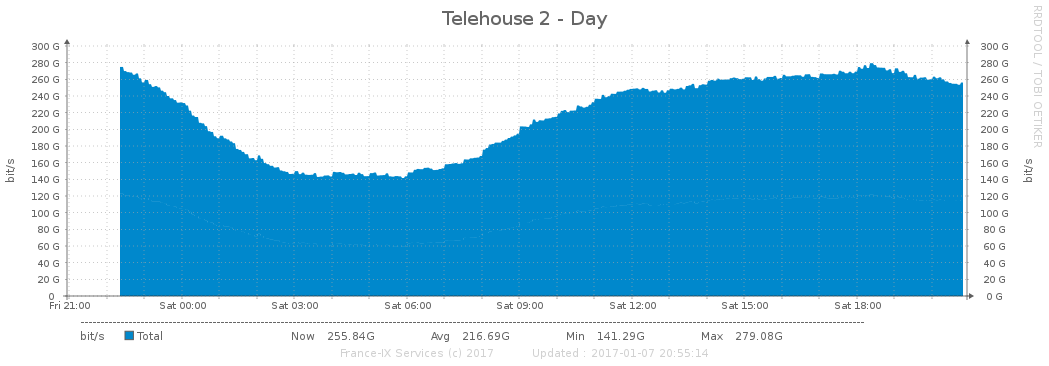 Telehouse 2 - Day
RRDTOOL / TOBI OETIKER
300 G 300 G
280 G 280 G
260 G 260 G
240 G 240 G
220 G 220 G
200 G 200 G
180 G 180 G
160 G 160 G
140 G 140 G
120 G 120 G
100 G 100 G
80 G 80 G
60 G 60 G
40 G 40 G
20 G 20 G
0 0 G
bit/s
bit/s
Fri 21:00 Sat 00:00 Sat 03:00 Sat 06:00 Sat 09:00 Sat 12:00 Sat 15:00 Sat 18:00
bit/s Total Now 255.84G Avg 216.69G Min 141.29G Max 279.08G
France-IX Services (c) 2017 Updated : 2017-01-07 20:55:14